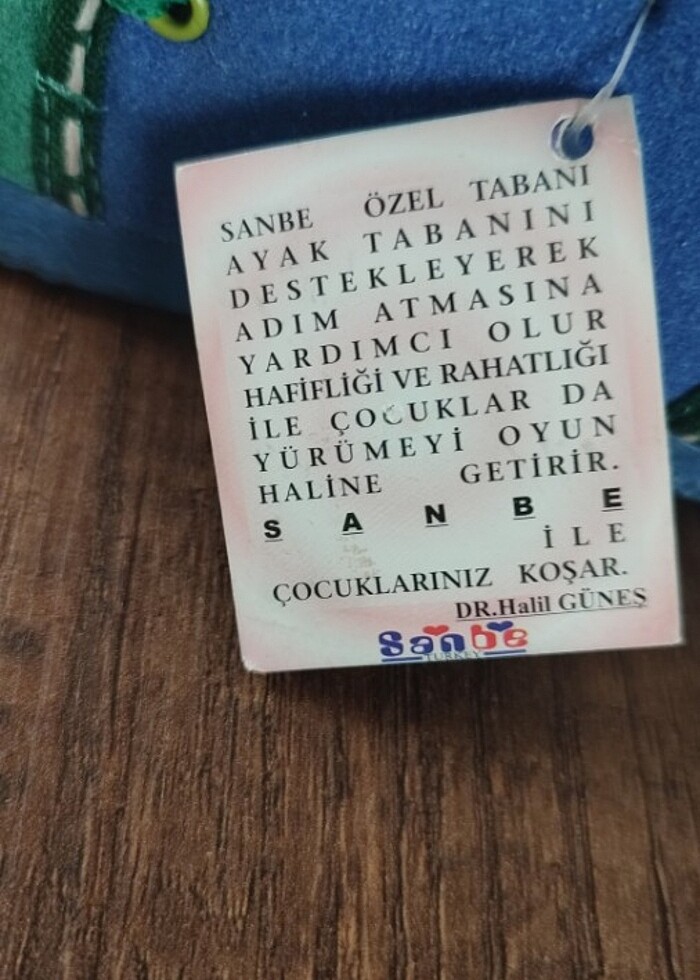 SANBE ÖZEL TABANI
AYAK TABANINI
DESTEKLEYEREK
ADIM ATMASINA
YARDIMCI OLUR
HAFİFLİĞİ VE RAHATLIĞI
İLE ÇOCUKLAR DA
YÜRÜMEYİ OYUN
HALİNE GETİRİR.
S A N B E
İLE
ÇOCUKLARINIZ KOŞAR.
DR.Halil GÜNEŞ
Sanbe
TURKEY